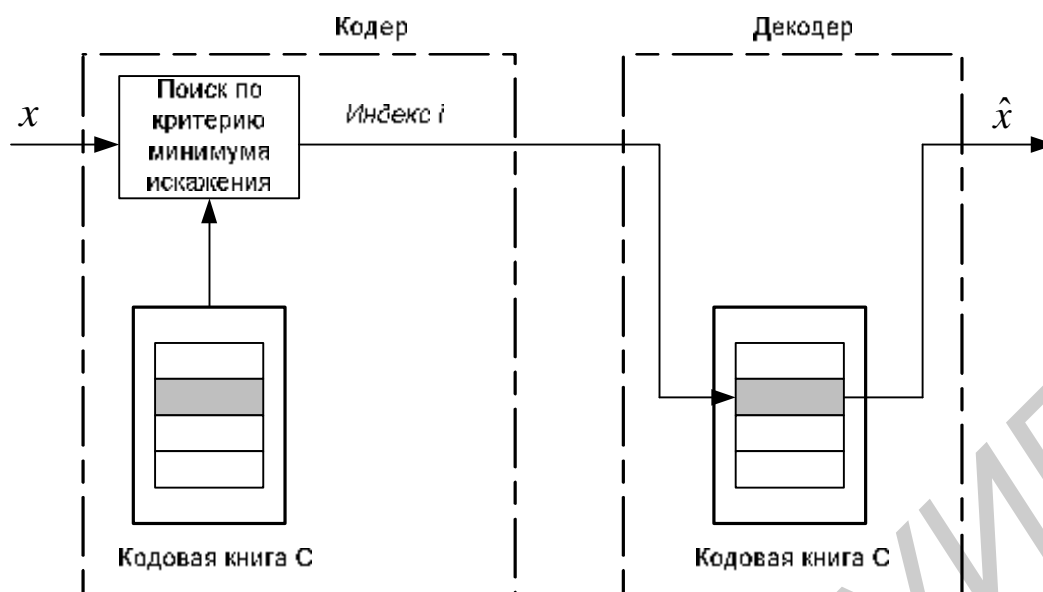 Кодер
Декодер
Поиск по
критерию
минимума
искажения
x
Индекс i
x̂
Кодовая книга C
Кодовая книга C